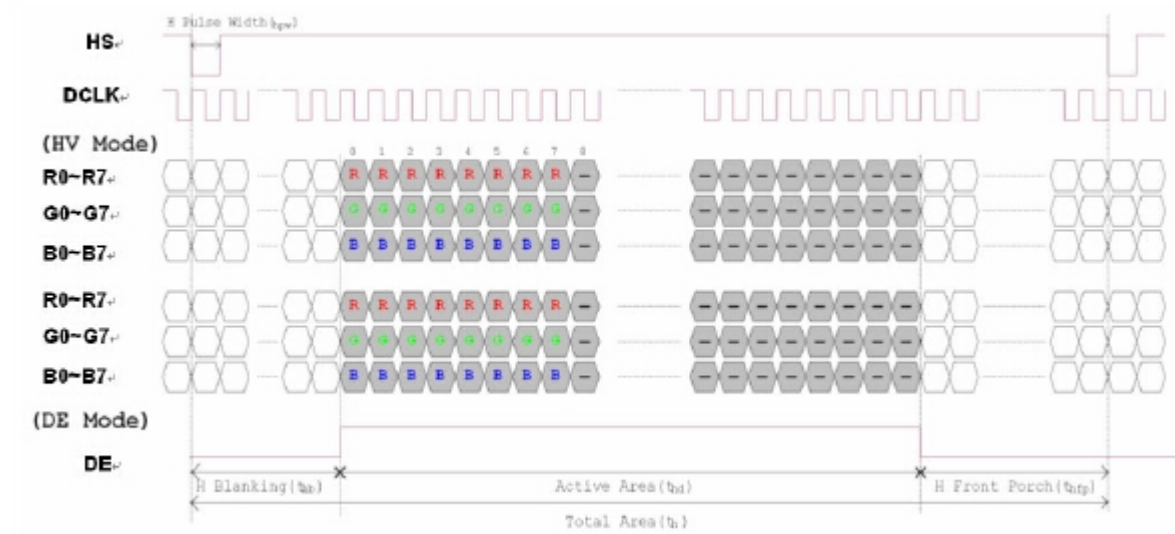 H Pulse Width(hpw)
HS
DCLK
(HV Mode)
0 1 2 3 4 5 6 7 8
R0~R7 R R R R R R R R
G0~G7 G G G G G G G G
B0~B7 B B B B B B B B
R0~R7 R R R R R R R R
G0~G7 G G G G G G G G
B0~B7 B B B B B B B B
(DE Mode)
DE
H Blanking(thb) Active Area(thd) H Front Porch(thfp)
Total Area(th)